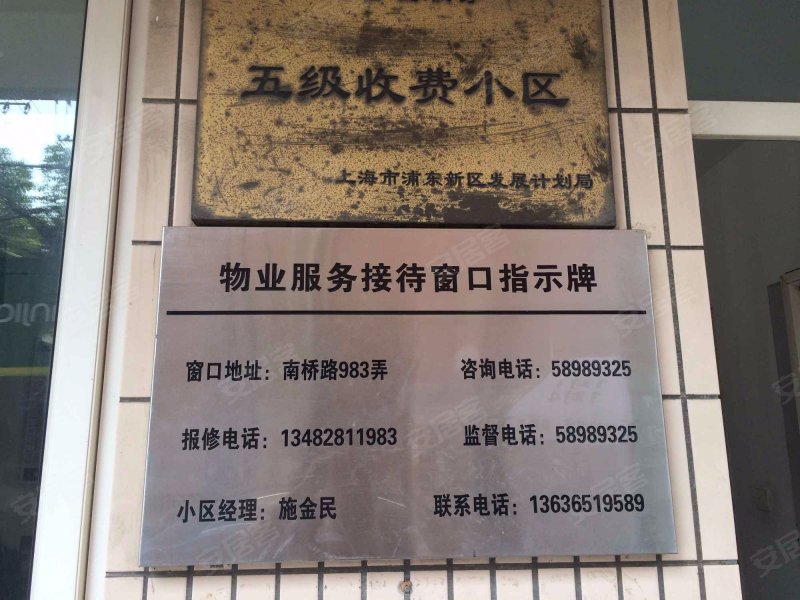 五级收费小区
上海市浦东新区发展计划局
物业服务接待窗口指示牌
窗口地址：南桥路983弄 咨询电话：58989325
报修电话：13482811983 监督电话：58989325
小区经理：施金民 联系电话：13636519589
安居客